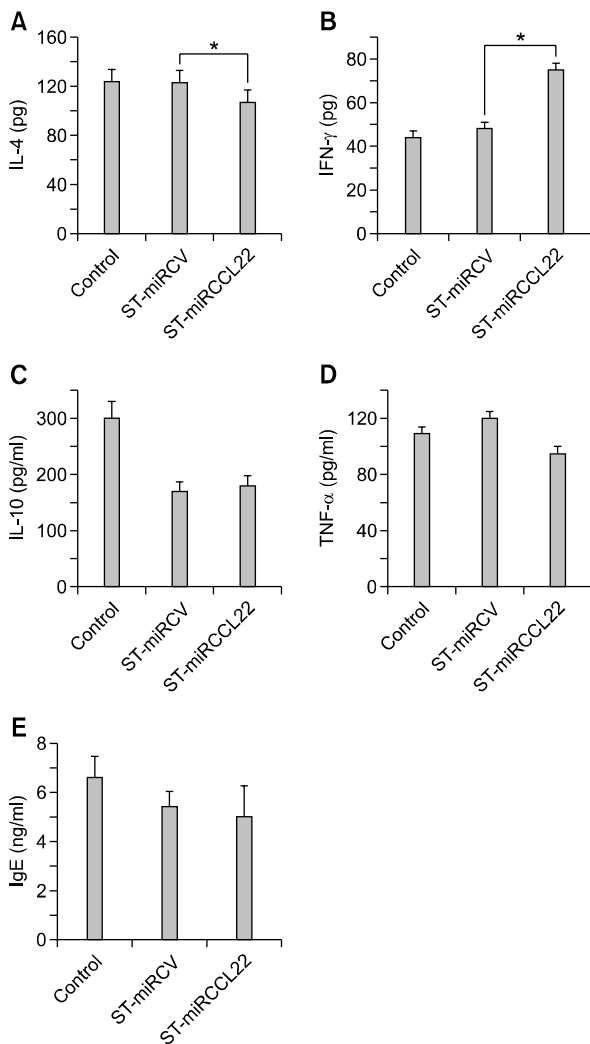 A
IL-4 (pg)
160
120
80
40
0
*
Control
ST-miRCV
ST-miRCCL22
B
IFN-γ (pg)
80
60
40
20
0
*
Control
ST-miRCV
ST-miRCCL22
C
IL-10 (pg/ml)
300
200
100
0
Control
ST-miRCV
ST-miRCCL22
D
TNF-α (pg/ml)
120
80
40
0
Control
ST-miRCV
ST-miRCCL22
E
IgE (ng/ml)
8
6
4
2
0
Control
ST-miRCV
ST-miRCCL22